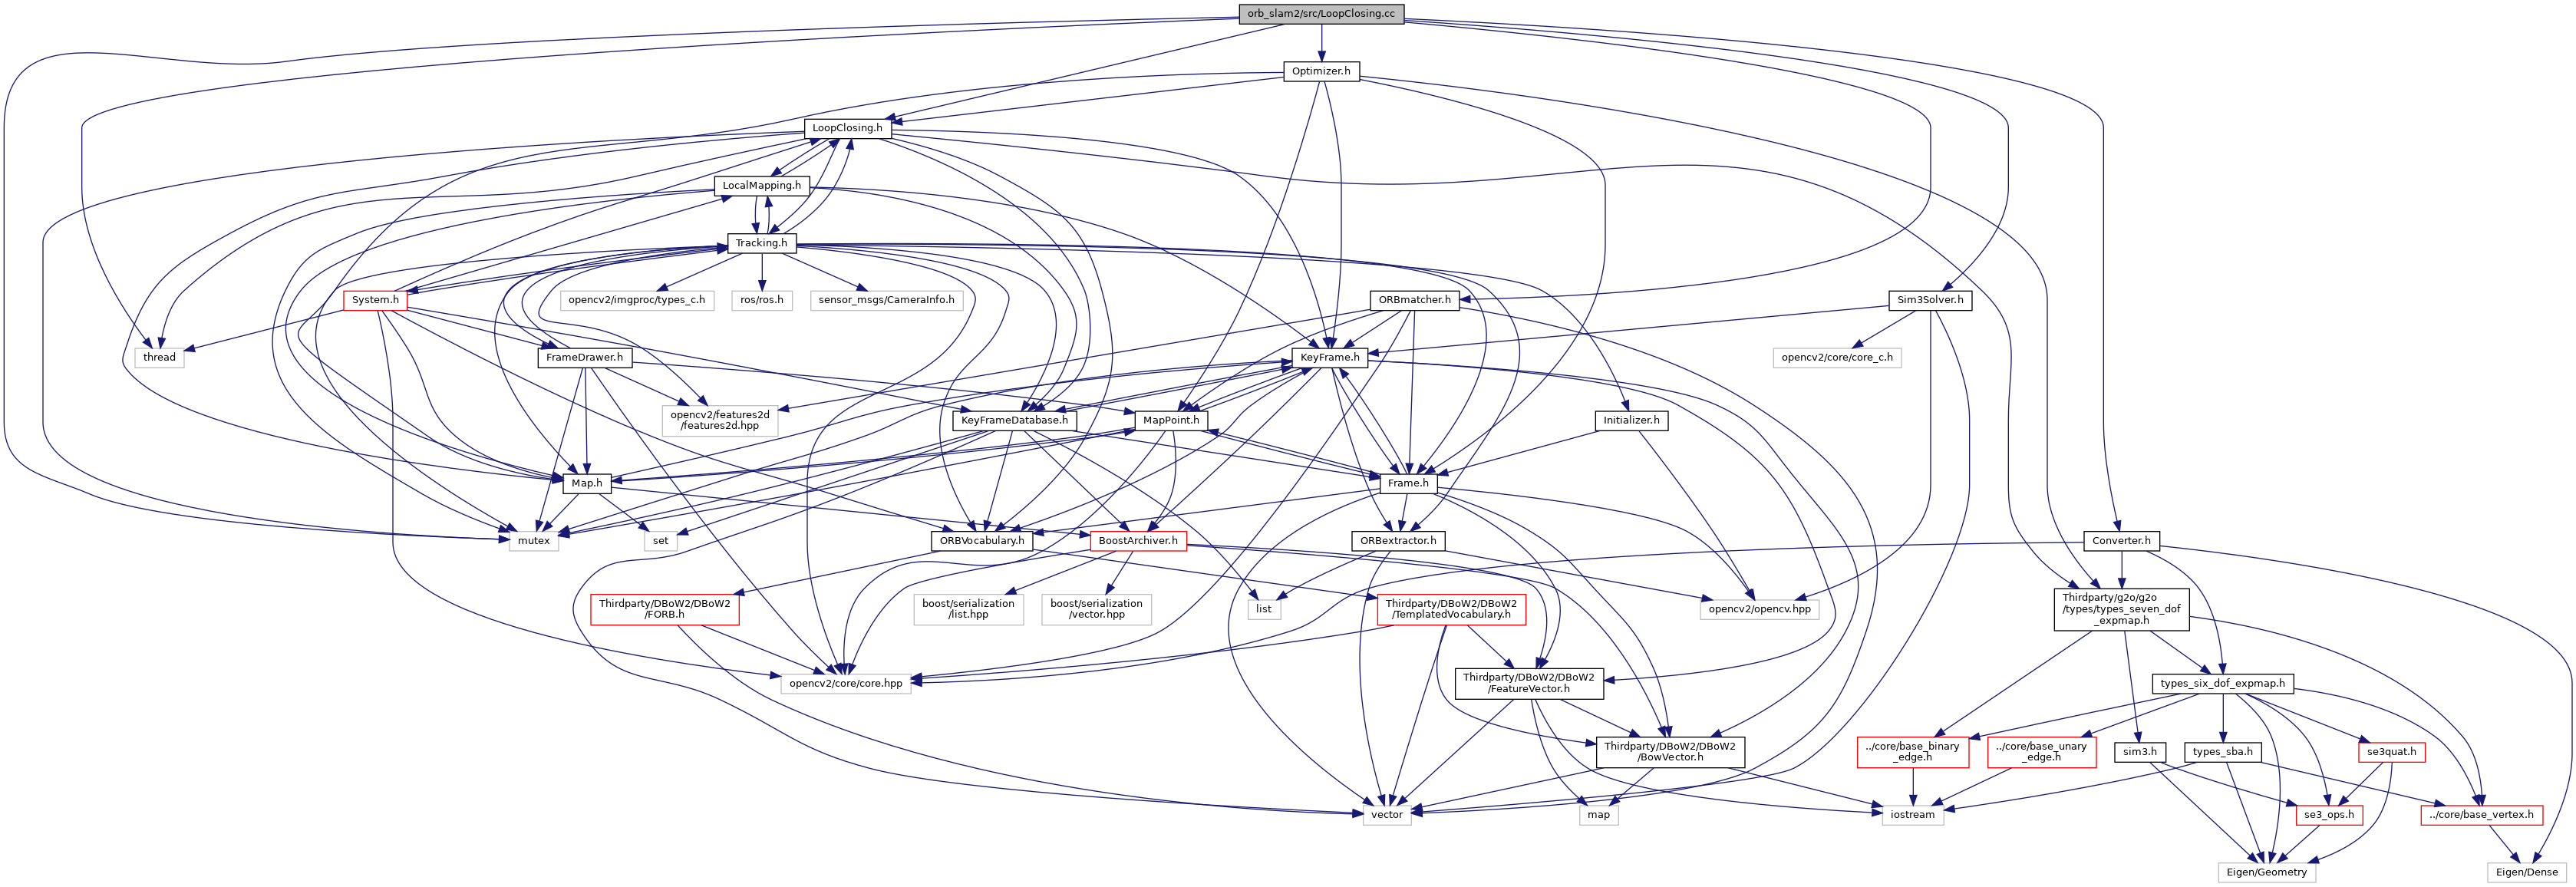 orb_slam2/src/LoopClosing.cc
Optimizer.h
LoopClosing.h
LocalMapping.h
Tracking.h
System.h
opencv2/imgproc/types_c.h
ros/ros.h
sensor_msgs/CameraInfo.h
ORBmatcher.h
Sim3Solver.h
thread
FrameDrawer.h
KeyFrame.h
opencv2/core/core_c.h
opencv2/features2d
/features2d.hpp
KeyFrameDatabase.h
MapPoint.h
Initializer.h
Map.h
Frame.h
mutex
set
ORBVocabulary.h
BoostArchiver.h
ORBextractor.h
Converter.h
Thirdparty/DBoW2/DBoW2
/FORB.h
boost/serialization
/list.hpp
boost/serialization
/vector.hpp
list
Thirdparty/DBoW2/DBoW2
/TemplatedVocabulary.h
opencv2/opencv.hpp
Thirdparty/g2o/g2o
/types/types_seven_dof
_expmap.h
opencv2/core/core.hpp
Thirdparty/DBoW2/DBoW2
/FeatureVector.h
types_six_dof_expmap.h
Thirdparty/DBoW2/DBoW2
/BowVector.h
../core/base_binary
_edge.h
../core/base_unary
_edge.h
sim3.h
types_sba.h
se3quat.h
vector
map
iostream
se3_ops.h
../core/base_vertex.h
Eigen/Geometry
Eigen/Dense